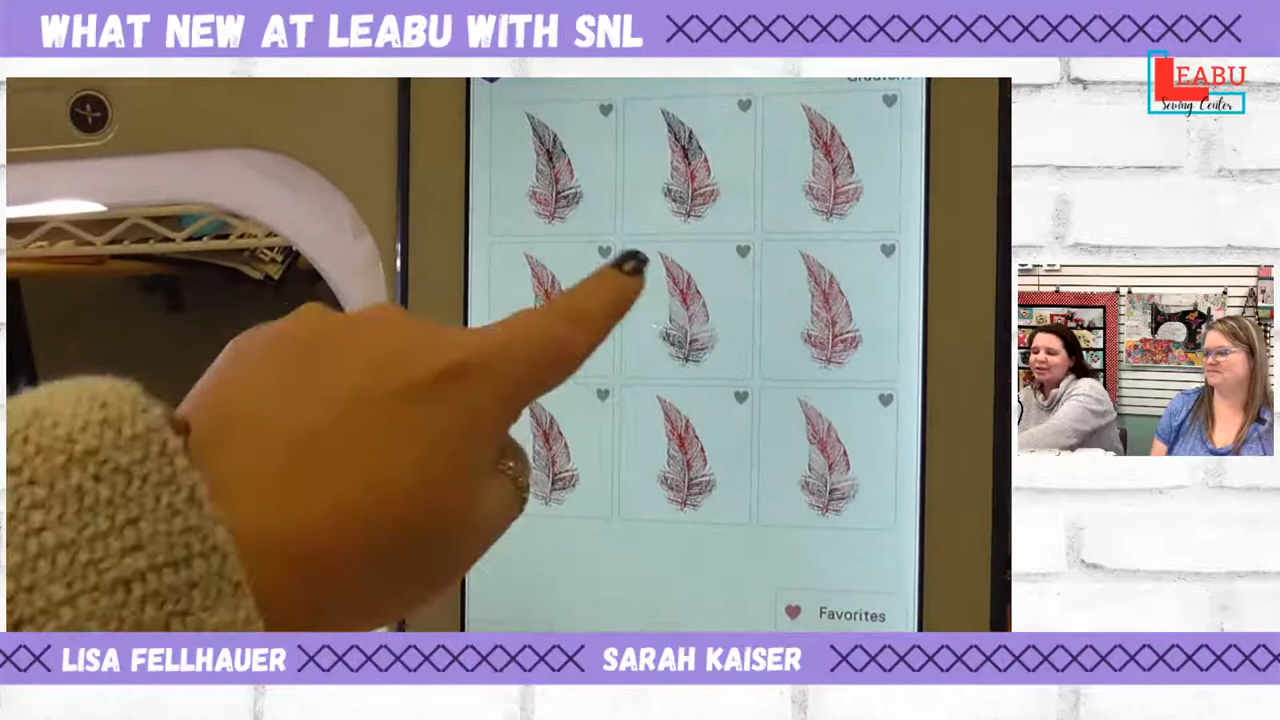 WHAT NEW AT LEABU WITH SNL
LEABU
Sewing Center
Favorites
LISA FELLHAUER
SARAH KAISER